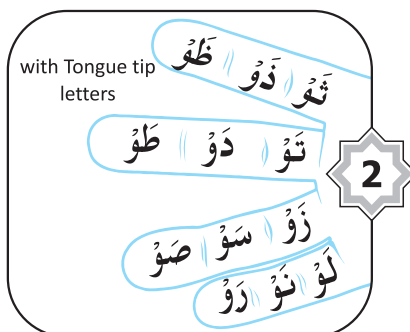 with Tongue tip
letters
ثَوْ ذَوْ ظَوْ
تَوْ دَوْ طَوْ
2
زَوْ سَوْ صَوْ
لَوْ نَوْ رَوْ